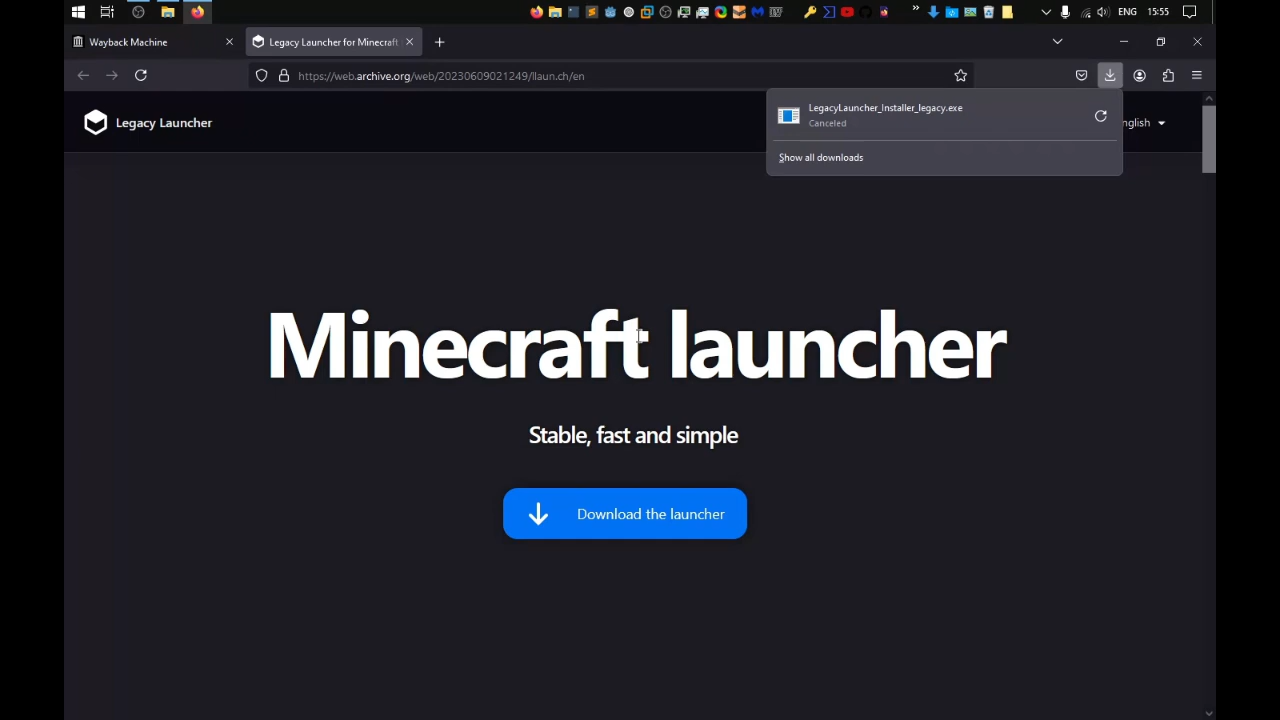 ENG
15:55
Wayback Machine
Legacy Launcher for Minecraft
https://web.archive.org/web/20230609021249/llaun.ch/en
LegacyLauncher_Installer_legacy.exe
Canceled
Show all downloads
Legacy Launcher
nglish
Minecraft launcher
Stable, fast and simple
Download the launcher